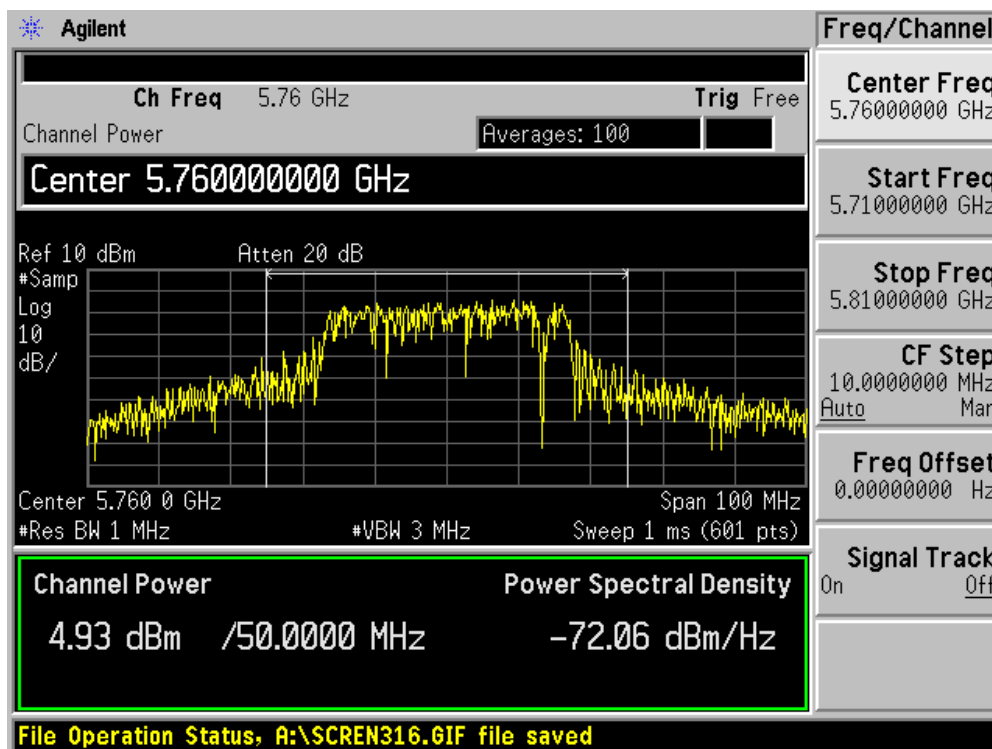 Agilent
Freq/Channel
Ch Freq 5.76 GHz Trig Free
Channel Power Averages: 100
Center 5.760000000 GHz
Ref 10 dBm Atten 20 dB
#Samp
Log
10
dB/
Center 5.760 0 GHz Span 100 MHz
#Res BW 1 MHz #VBW 3 MHz Sweep 1 ms (601 pts)
Channel Power Power Spectral Density
4.93 dBm /50.0000 MHz -72.06 dBm/Hz
File Operation Status, A:\SCREN316.GIF file saved
Center Freq
5.76000000 GHz
Start Freq
5.71000000 GHz
Stop Freq
5.81000000 GHz
CF Step
10.0000000 MHz
Auto Man
Freq Offset
0.00000000 Hz
Signal Track
On Off